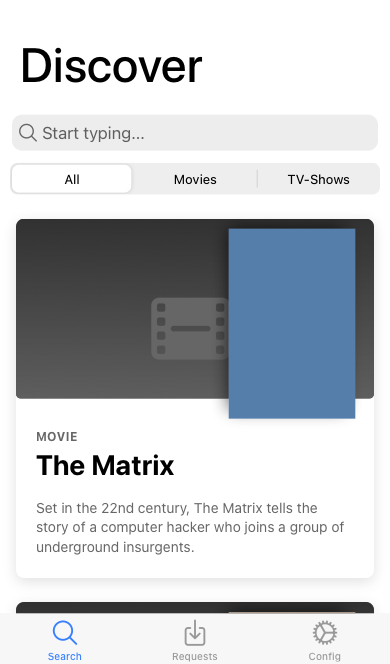 Discover
Start typing...
All
Movies
TV-Shows
MOVIE
The Matrix
Set in the 22nd century, The Matrix tells the
story of a computer hacker who joins a group of
underground insurgents.
Search
Requests
Config